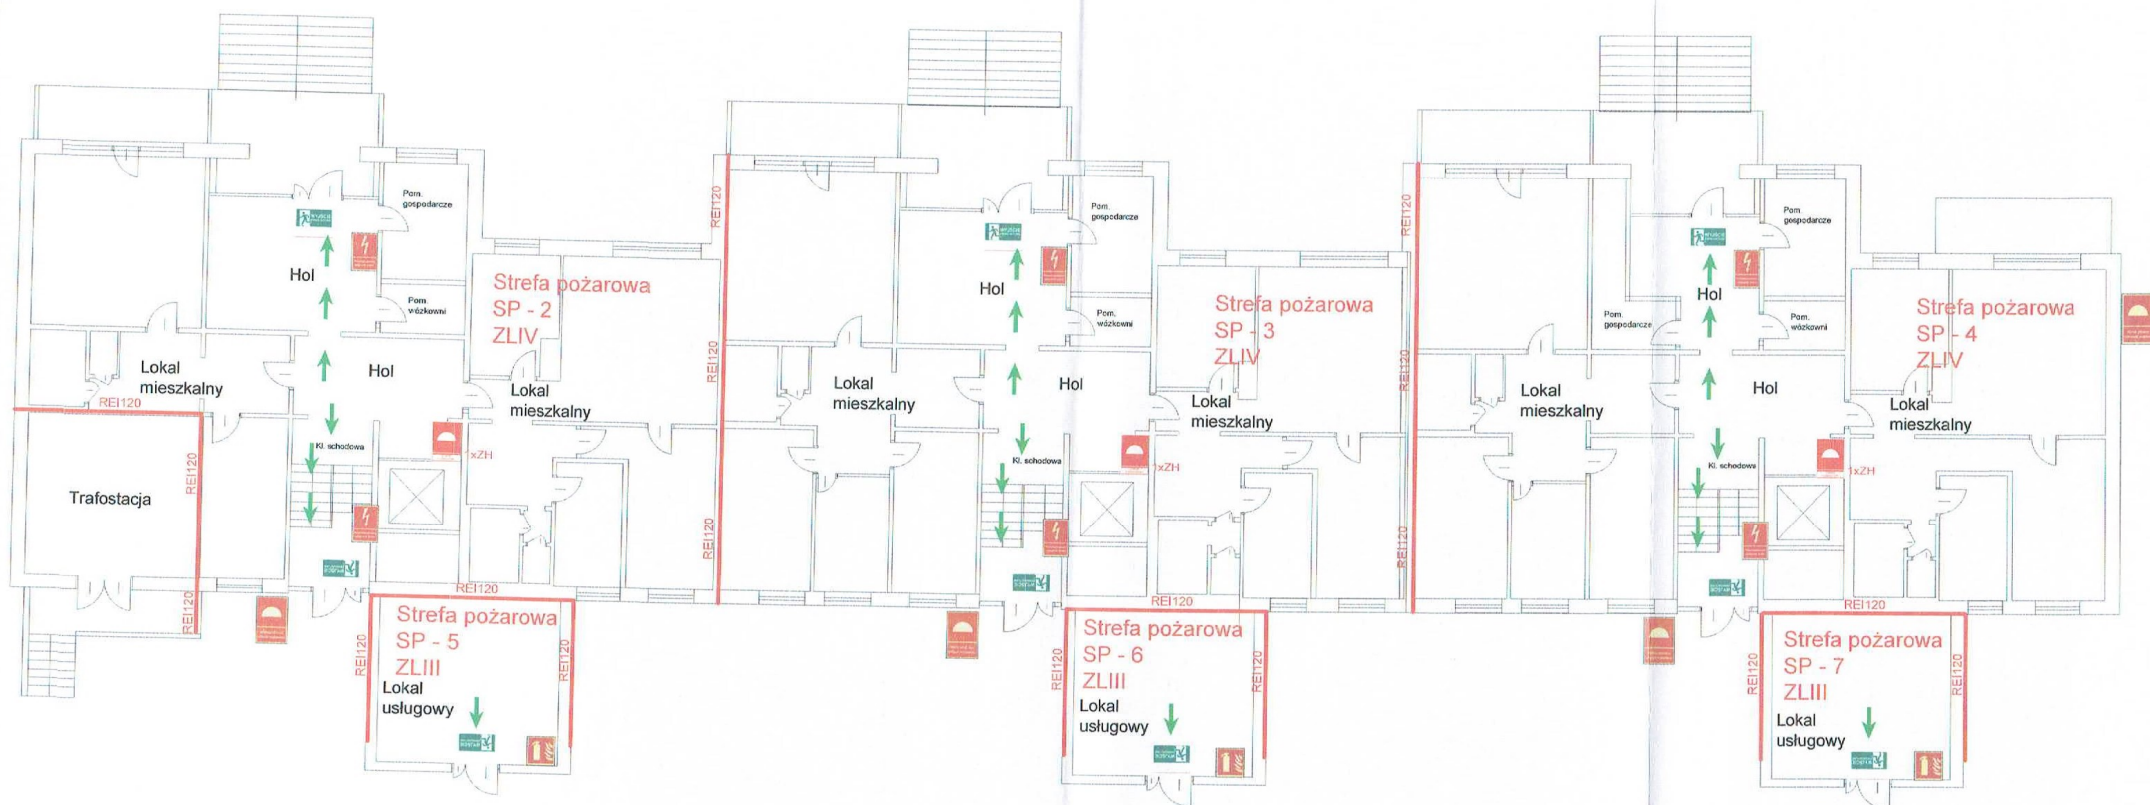 Pom.
gospodarcze
Hol
Pom.
wózkowni
Strefa pożarowa
SP - 2
ZLIV
Hol
Lokal
mieszkalny
Lokal
mieszkalny
REI120
REI120
REI120
Trafostacja
Kl. schodowa
1xZH
REI120
Strefa pożarowa
SP - 5
ZLIII
Lokal
usługowy
REI120
REI120
REI120
REI120
REI120
Pom.
gospodarcze
Hol
Pom.
wózkowni
Strefa pożarowa
SP - 3
ZLIV
Hol
Lokal
mieszkalny
Lokal
mieszkalny
Kl. schodowa
1xZH
REI120
Strefa pożarowa
SP - 6
ZLIII
Lokal
usługowy
REI120
REI120
REI120
REI120
REI120
Pom.
gospodarcze
Pom.
gospodarcze
Hol
Pom.
wózkowni
Strefa pożarowa
SP - 4
ZLIV
Hol
Lokal
mieszkalny
Lokal
mieszkalny
Kl. schodowa
1xZH
REI120
Strefa pożarowa
SP - 7
ZLIII
Lokal
usługowy
REI120
REI120